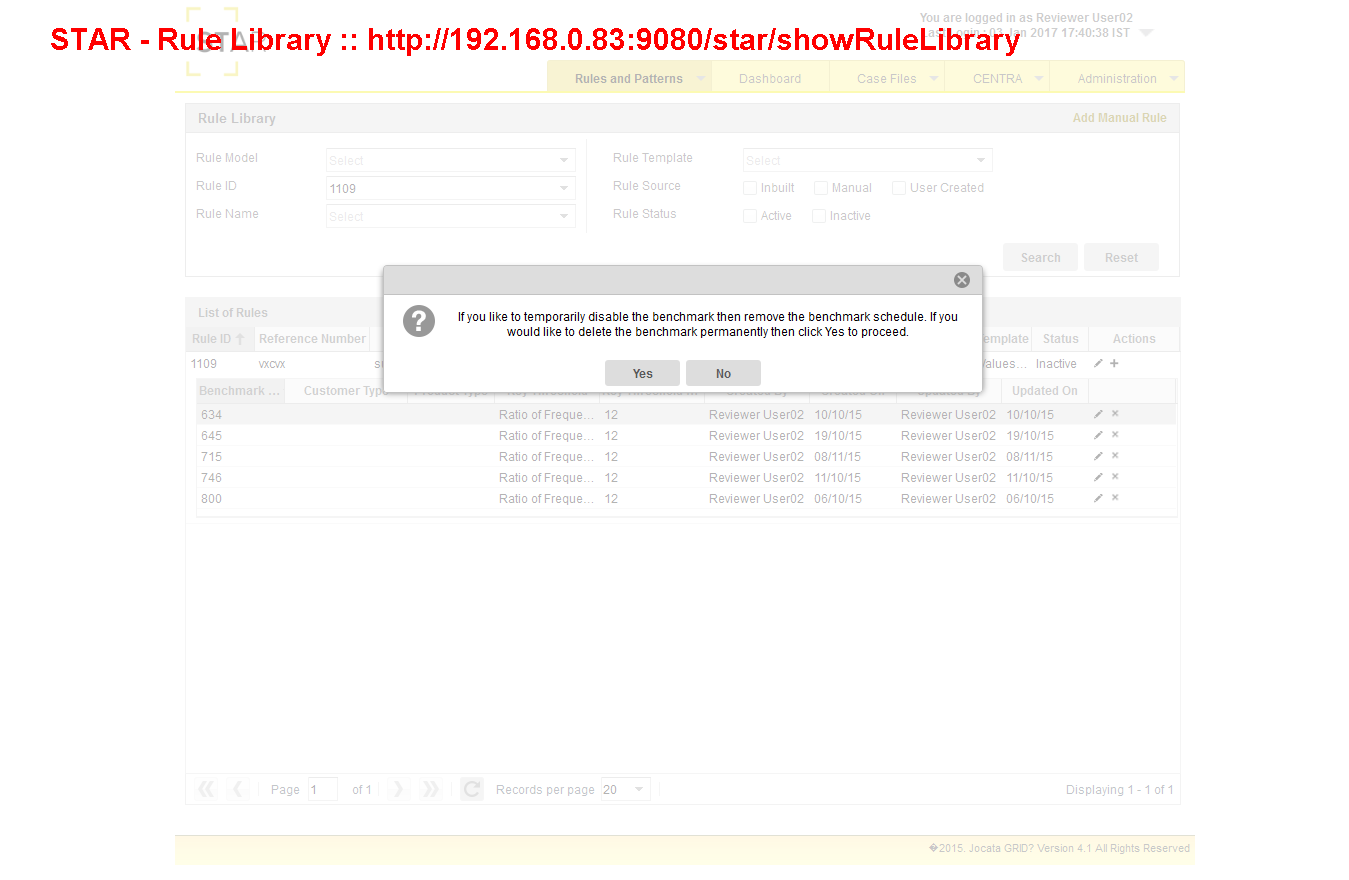 You are logged in as Reviewer User02
STAR - Rule Library :: http://192.168.0.83:9080/star/showRuleLibrary
STAR
Last Login : 03 Jan 2017 17:40:38 IST
Rules and Patterns Dashboard Case Files CENTRA Administration
Rule Library Add Manual Rule
Rule Model Select Rule Template Select
Rule ID 1109 Rule Source Inbuilt Manual User Created
Rule Name Select Rule Status Active Inactive
Search Reset
If you like to temporarily disable the benchmark then remove the benchmark schedule. If you
would like to delete the benchmark permanently then click Yes to proceed.
Yes No
List of Rules
Rule ID Reference Number emplate Status Actions
1109 vxcvx Values... Inactive
Benchmark ... Customer Type Product Type Key Threshold Created By Created On Updated By Updated On
634 Ratio of Freque... 12 Reviewer User02 10/10/15 Reviewer User02 10/10/15
645 Ratio of Freque... 12 Reviewer User02 19/10/15 Reviewer User02 19/10/15
715 Ratio of Freque... 12 Reviewer User02 08/11/15 Reviewer User02 08/11/15
746 Ratio of Freque... 12 Reviewer User02 11/10/15 Reviewer User02 11/10/15
800 Ratio of Freque... 12 Reviewer User02 06/10/15 Reviewer User02 06/10/15
Page 1 of 1 Records per page 20 Displaying 1 - 1 of 1
�2015. Jocata GRID? Version 4.1 All Rights Reserved